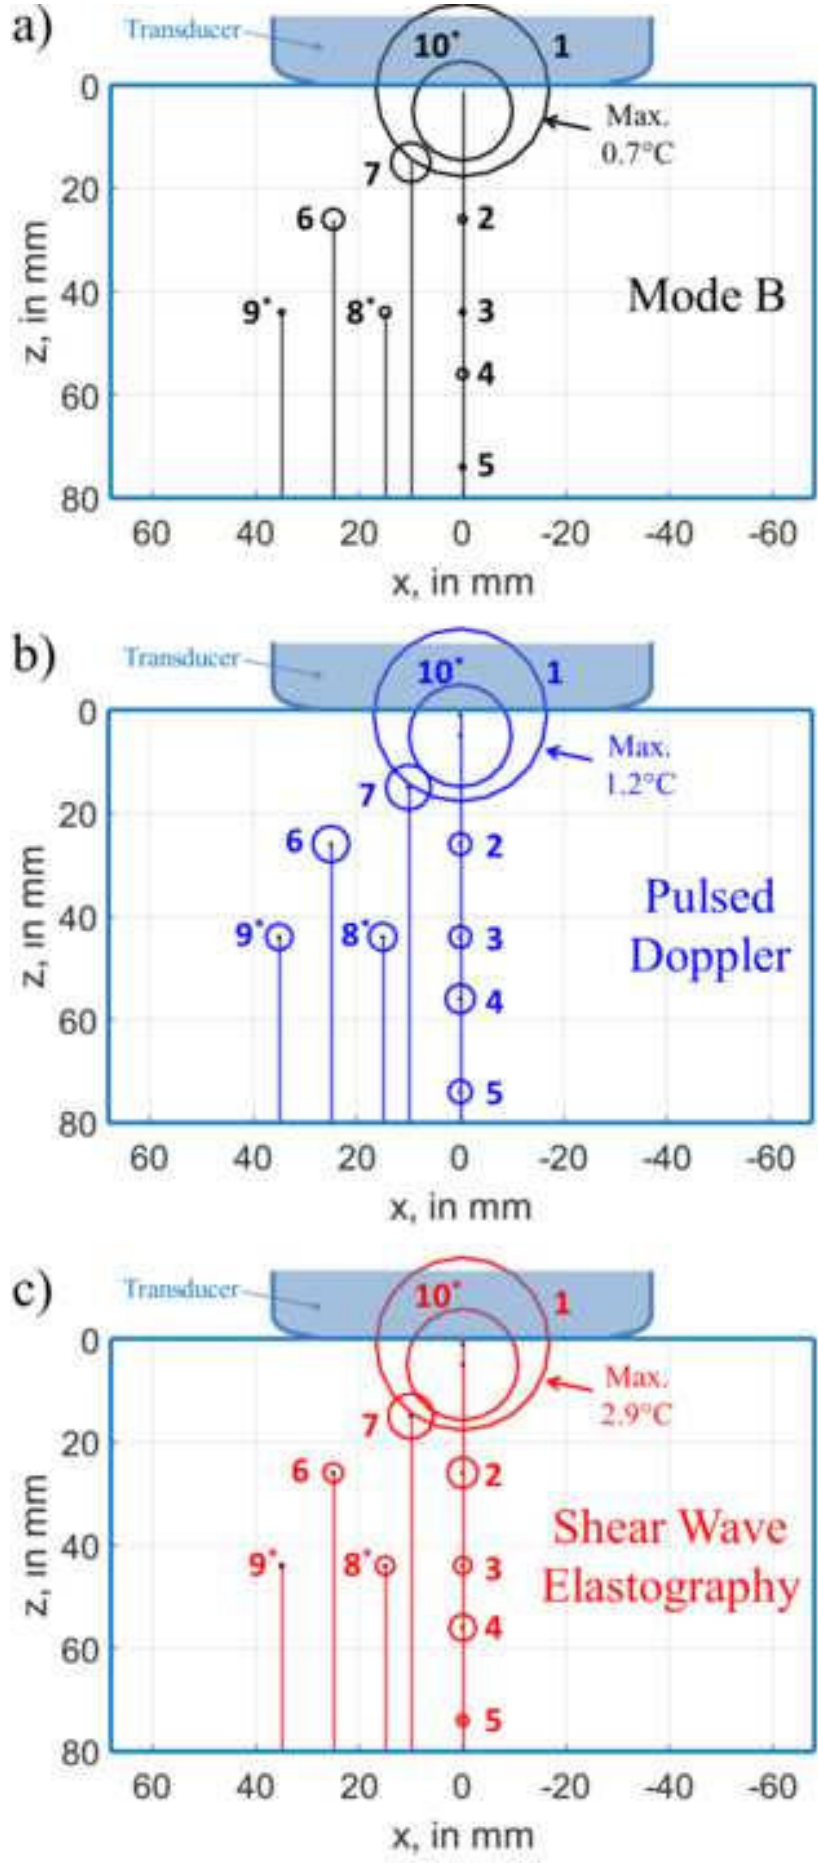 a)
Transducer
10*
1
0
Max.
0.7°C
7
20
6
2
40
9*
8*
3
Mode B
z, in mm
60
4
5
80
60
40
20
0
-20
-40
-60
x, in mm
b)
Transducer
10*
1
0
Max.
1.2°C
7
20
6
2
Pulsed
Doppler
40
9*
8*
3
z, in mm
60
4
5
80
60
40
20
0
-20
-40
-60
x, in mm
c)
Transducer
10*
1
0
Max.
2.9°C
7
20
6
2
Shear Wave
Elastography
40
9*
8*
3
z, in mm
60
4
5
80
60
40
20
0
-20
-40
-60
x, in mm